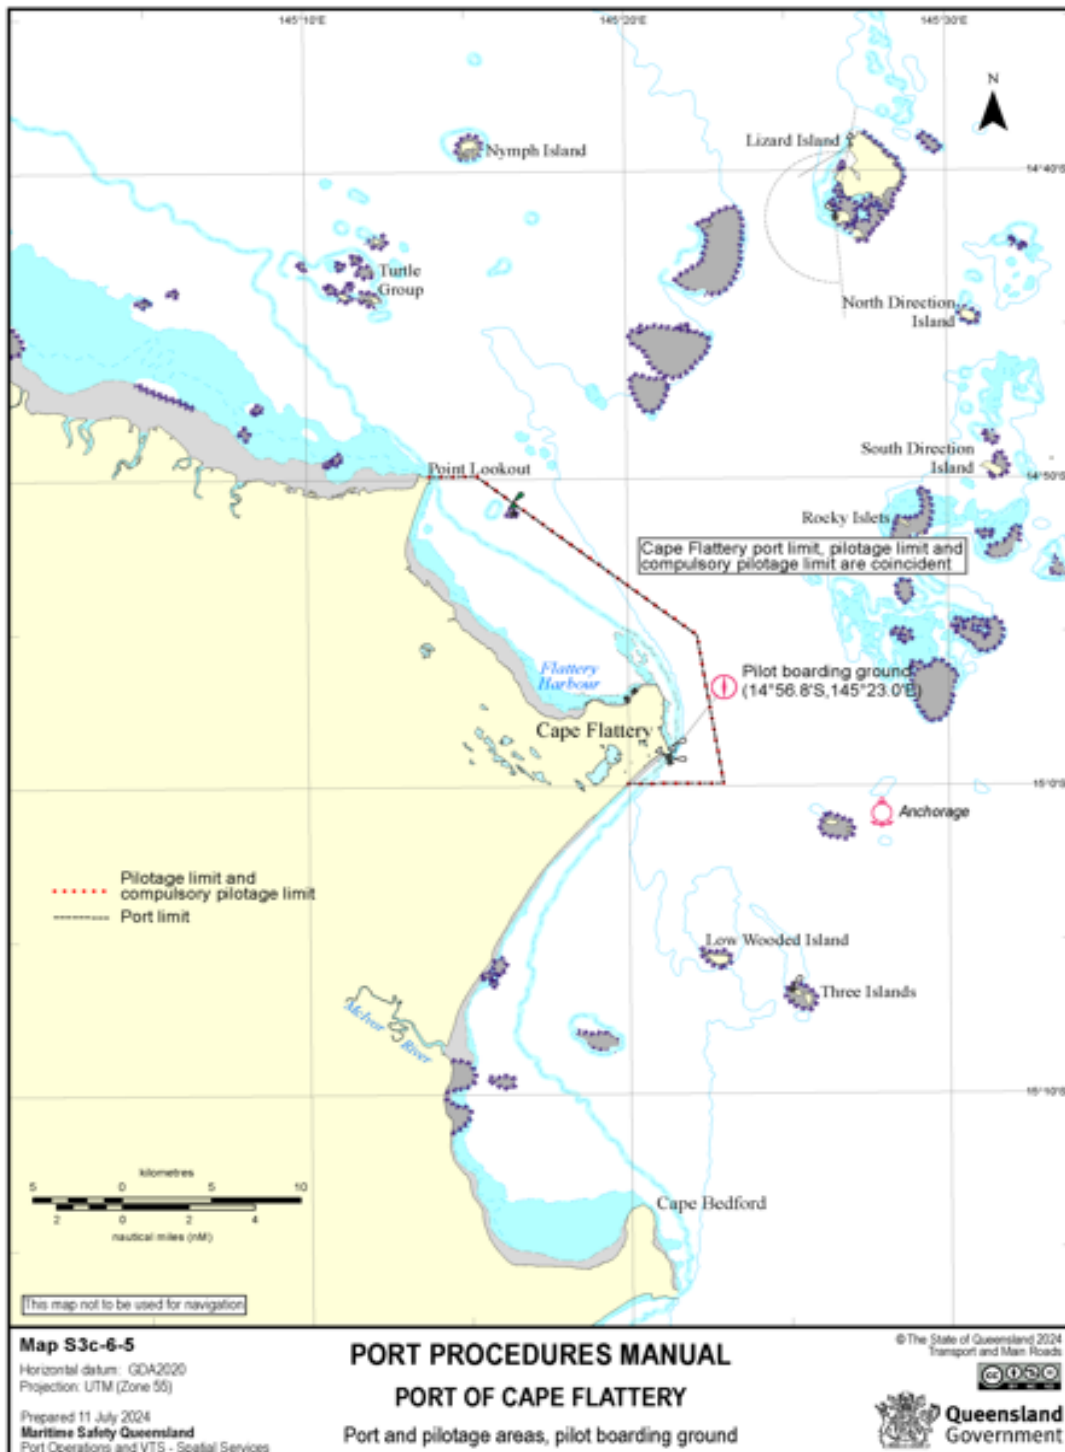 145°10'E
145°20'E
145°30'E
N
Lizard Island
Nymph Island
14°40'S
Turtle
Group
North Direction
Island
South Direction
Island
Point Lookout
14°50'S
Rocky Islets
Cape Flattery port limit, pilotage limit and
compulsory pilotage limit are coincident
Flattery
Harbour
Pilot boarding ground
(14°56.8'S,145°23.0'E)
Cape Flattery
15°0'S
Anchorage
Pilotage limit and
compulsory pilotage limit
Port limit
Low Wooded Island
Three Islands
McIvor
River
15°10'S
kilometres
5 0 5 10
2 0 2 4
nautical miles (nM)
Cape Bedford
This map not to be used for navigation
Map S3c-6-5
Horizontal datum: GDA2020
Projection: UTM (Zone 55)
Prepared 11 July 2024
Maritime Safety Queensland
Port Operations and VTS - Spatial Services
PORT PROCEDURES MANUAL
PORT OF CAPE FLATTERY
Port and pilotage areas, pilot boarding ground
© The State of Queensland 2024
Transport and Main Roads
Queensland
Government